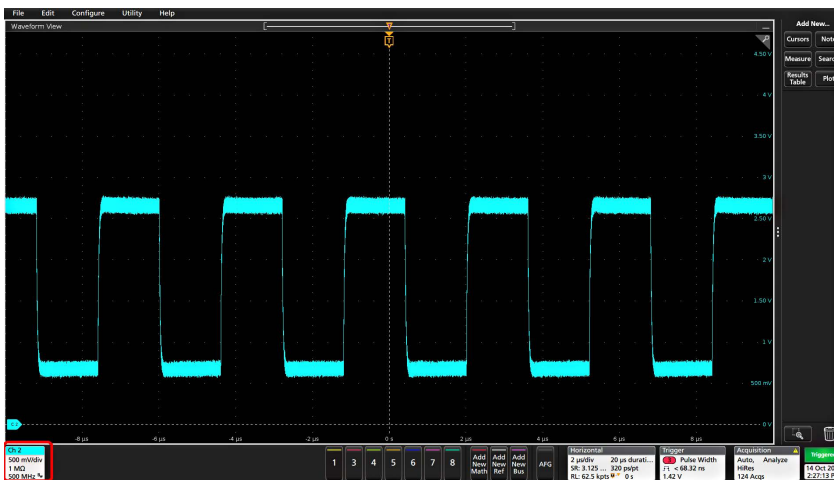 File Edit Configure Utility Help
Waveform View
Add New...
Cursors Note
Measure Sear
Results Table Plot
T
4.50 V
4 V
3.50 V
3 V
2.50 V
2 V
1.50 V
1 V
500 mV
0 V
-8 µs -6 µs -4 µs -2 µs 0 s 2 µs 4 µs 6 µs 8 µs
Ch 2
500 mV/div
1 MΩ
500 MHz
1 3 4 5 6 7 8
Add New Math
Add New Ref
Add New Bus
AFG
Horizontal
2 µs/div 20 µs durati...
SR: 3.125 ... 320 ps/pt
RL: 62.5 kpts 0 s
Trigger
Pulse Width
< 68.32 ns
1.42 V
Acquisition
Auto, Analyze
HiRes
124 Acqs
Triggere
14 Oct 20
2:27:13 P